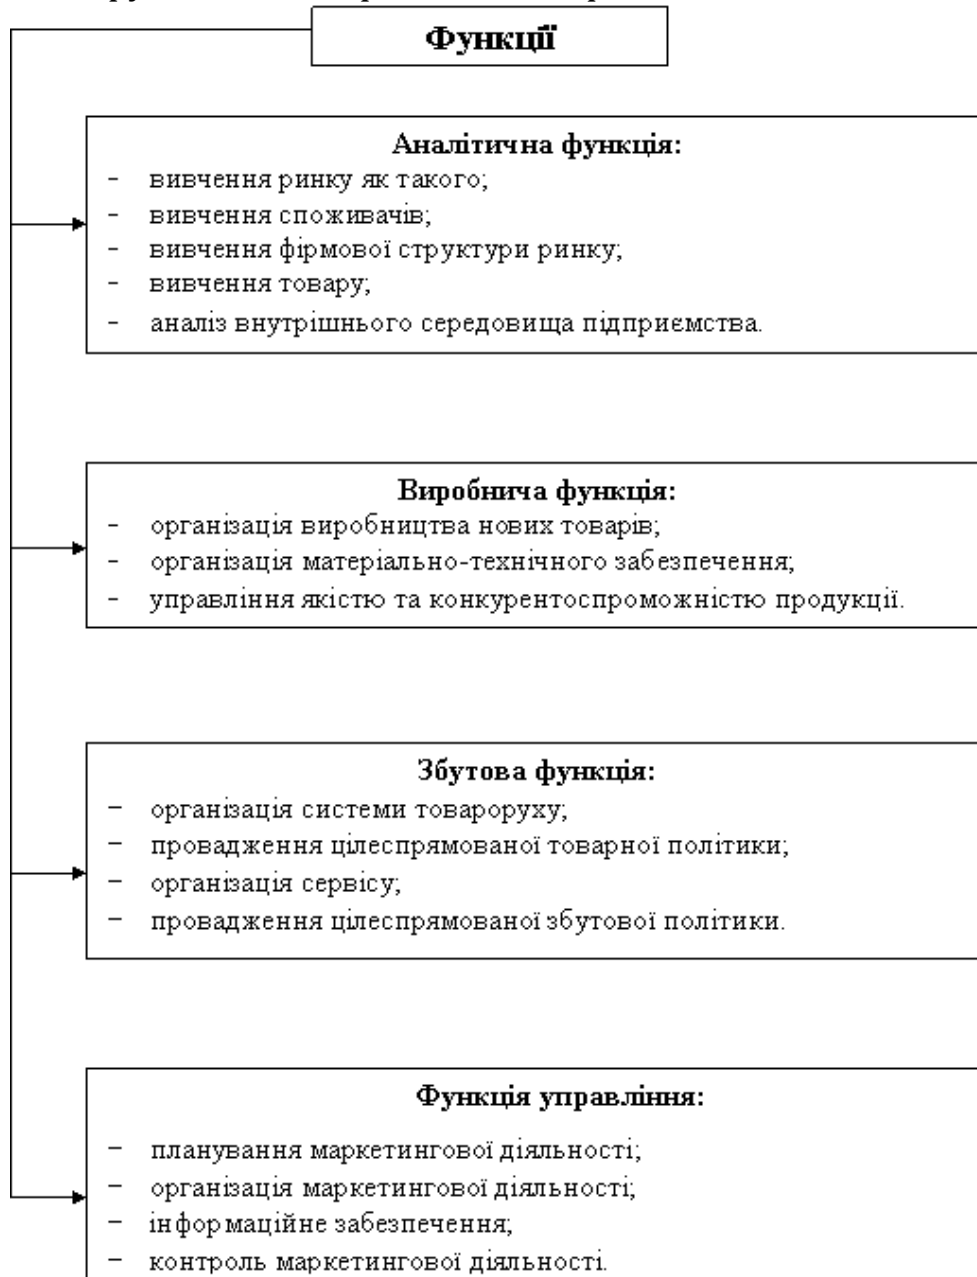 Функції
Аналітична функція:
- вивчення ринку як такого;
- вивчення споживачів;
- вивчення фірмової структури ринку;
- вивчення товару;
- аналіз внутрішнього середовища підприємства.
Виробнича функція:
- організація виробництва нових товарів;
- організація матеріально-технічного забезпечення;
- управління якістю та конкурентоспроможністю продукції.
Збутова функція:
- організація системи товароруху;
- провадження цілеспрямованої товарної політики;
- організація сервісу;
- провадження цілеспрямованої збутової політики.
Функція управління:
- планування маркетингової діяльності;
- організація маркетингової діяльності;
- інформаційне забезпечення;
- контроль маркетингової діяльності.